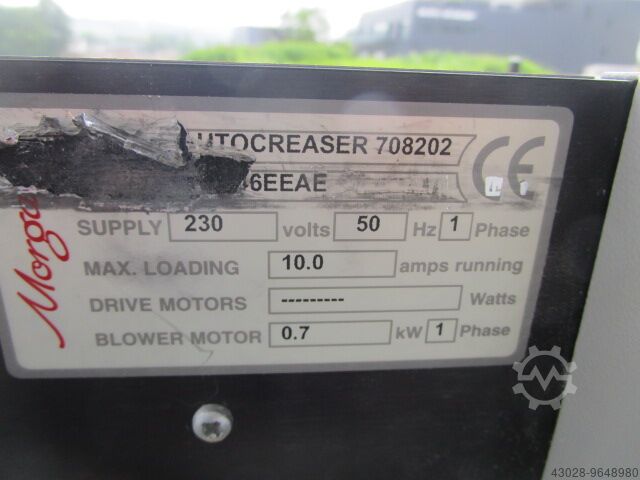 UTOCREASER 708202
6EEAE
CE
SUPPLY 230 volts 50 Hz 1 Phase
MAX. LOADING 10.0 amps running
DRIVE MOTORS --------- Watts
BLOWER MOTOR 0.7 kW 1 Phase
Morga
43028-9648980